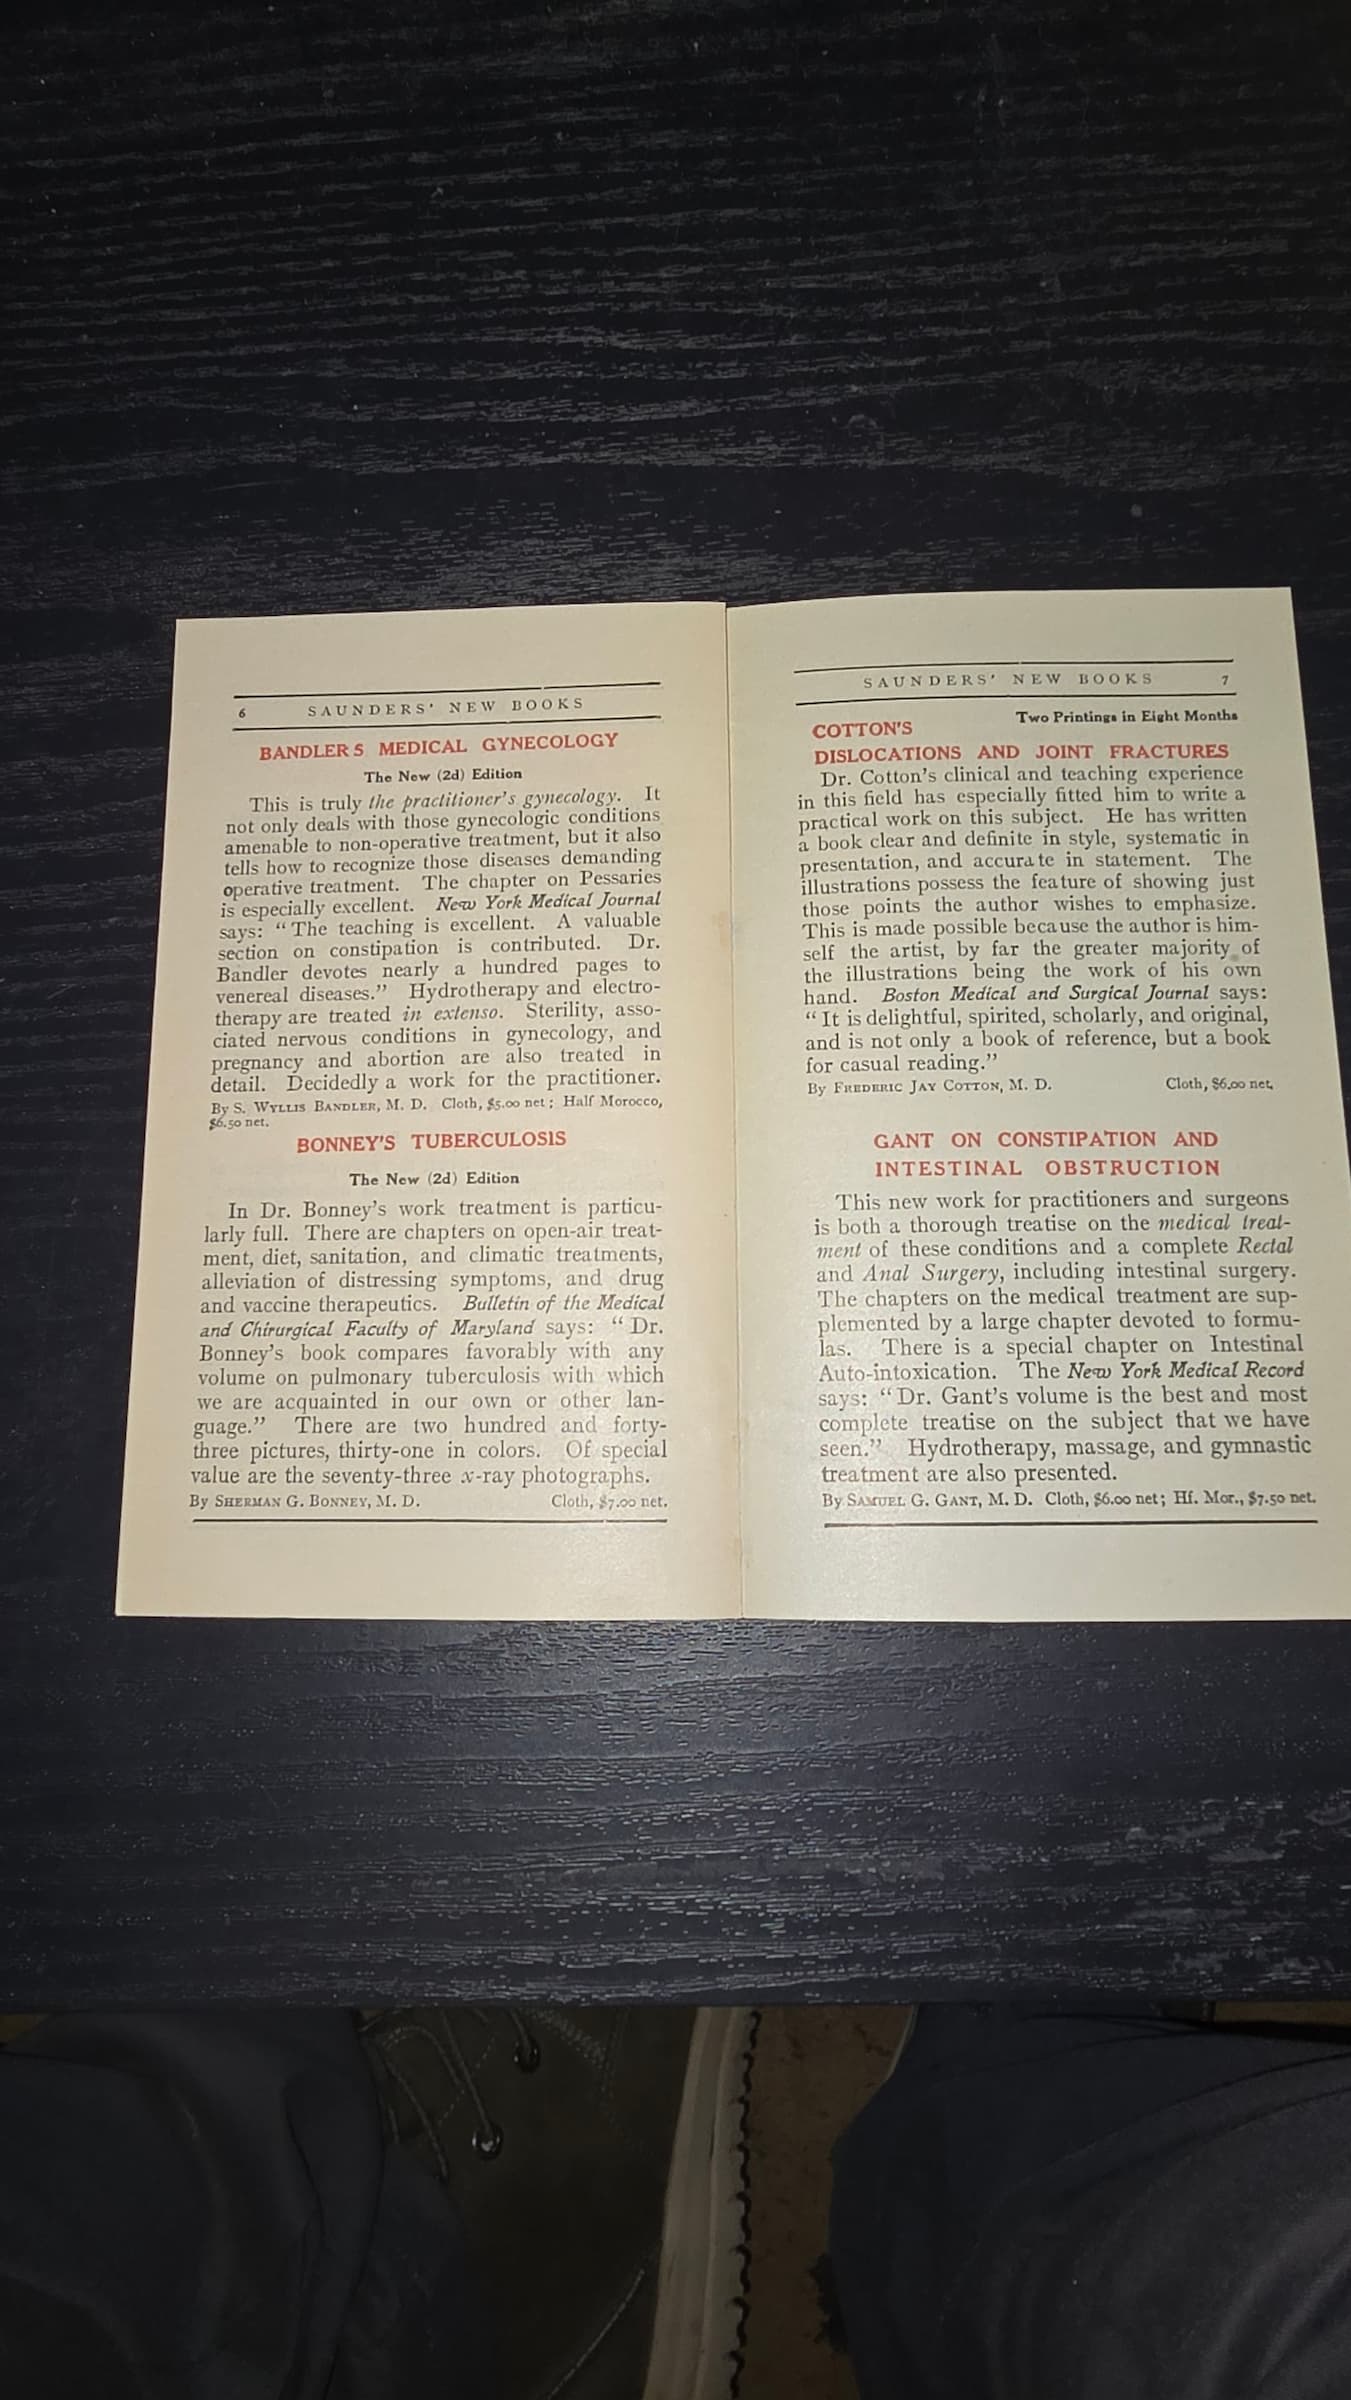 6 SAUNDERS' NEW BOOKS
BANDLER S MEDICAL GYNECOLOGY
The New (2d) Edition
This is truly the practitioner's gynecology. It
not only deals with those gynecologic conditions
amenable to non-operative treatment, but it also
tells how to recognize those diseases demanding
operative treatment. The chapter on Pessaries
is especially excellent. New York Medical Journal
says: “The teaching is excellent. A valuable
section on constipation is contributed. Dr.
Bandler devotes nearly a hundred pages to
venereal diseases.” Hydrotherapy and electro-
therapy are treated in extenso. Sterility, asso-
ciated nervous conditions in gynecology, and
pregnancy and abortion are also treated in
detail. Decidedly a work for the practitioner.
By S. WYLLIS BANDLER, M. D. Cloth, $5.00 net; Half Morocco,
$6.50 net.
BONNEY'S TUBERCULOSIS
The New (2d) Edition
In Dr. Bonney's work treatment is particu-
larly full. There are chapters on open-air treat-
ment, diet, sanitation, and climatic treatments,
alleviation of distressing symptoms, and drug
and vaccine therapeutics. Bulletin of the Medical
and Chirurgical Faculty of Maryland says: “Dr.
Bonney's book compares favorably with any
volume on pulmonary tuberculosis with which
we are acquainted in our own or other lan-
guage.” There are two hundred and forty-
three pictures, thirty-one in colors. Of special
value are the seventy-three x-ray photographs.
By SHERMAN G. BONNEY, M. D. Cloth, $7.00 net.
SAUNDERS' NEW BOOKS 7
COTTON'S Two Printings in Eight Months
DISLOCATIONS AND JOINT FRACTURES
Dr. Cotton's clinical and teaching experience
in this field has especially fitted him to write a
practical work on this subject. He has written
a book clear and definite in style, systematic in
presentation, and accurate in statement. The
illustrations possess the feature of showing just
those points the author wishes to emphasize.
This is made possible because the author is him-
self the artist, by far the greater majority of
the illustrations being the work of his own
hand. Boston Medical and Surgical Journal says:
“It is delightful, spirited, scholarly, and original,
and is not only a book of reference, but a book
for casual reading.”
By FREDERIC JAY COTTON, M. D. Cloth, $6.00 net.
GANT ON CONSTIPATION AND
INTESTINAL OBSTRUCTION
This new work for practitioners and surgeons
is both a thorough treatise on the medical treat-
ment of these conditions and a complete Rectal
and Anal Surgery, including intestinal surgery.
The chapters on the medical treatment are sup-
plemented by a large chapter devoted to formu-
las. There is a special chapter on Intestinal
Auto-intoxication. The New York Medical Record
says: “Dr. Gant's volume is the best and most
complete treatise on the subject that we have
seen.” Hydrotherapy, massage, and gymnastic
treatment are also presented.
By SAMUEL G. GANT, M. D. Cloth, $6.00 net; Hf. Mor., $7.50 net.